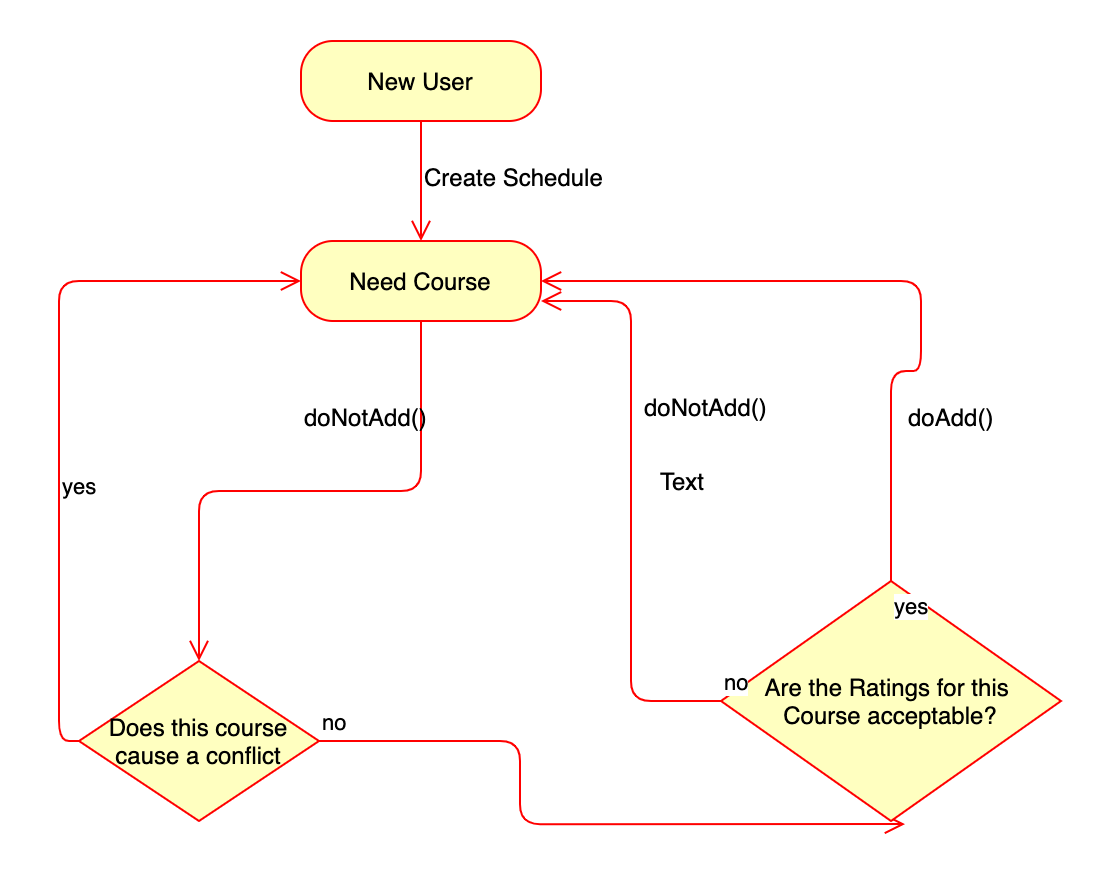 New User
Create Schedule
Need Course
doNotAdd()
doNotAdd()
doAdd()
yes
Text
yes
no
Are the Ratings for this
Course acceptable?
Does this course
cause a conflict
no